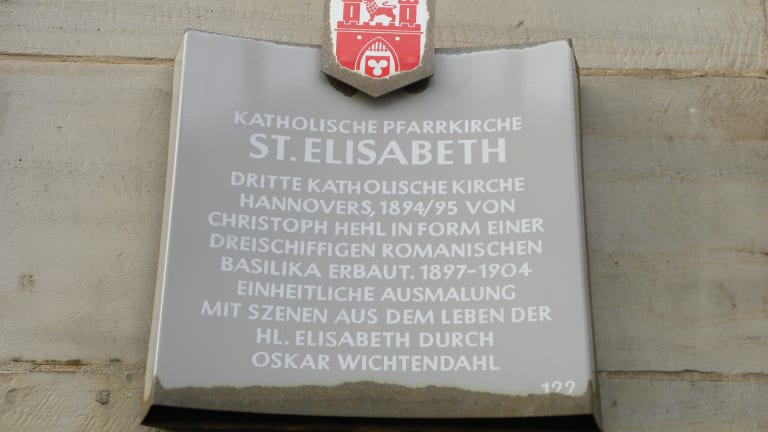 KATHOLISCHE PFARRKIRCHE
ST. ELISABETH
DRITTE KATHOLISCHE KIRCHE
HANNOVERS, 1894/95 VON
CHRISTOPH HEHL IN FORM EINER
DREISCHIFFIGEN ROMANISCHEN
BASILIKA ERBAUT. 1897-1904
EINHEITLICHE AUSMALUNG
MIT SZENEN AUS DEM LEBEN DER
HL. ELISABETH DURCH
OSKAR WICHTENDAHL
122